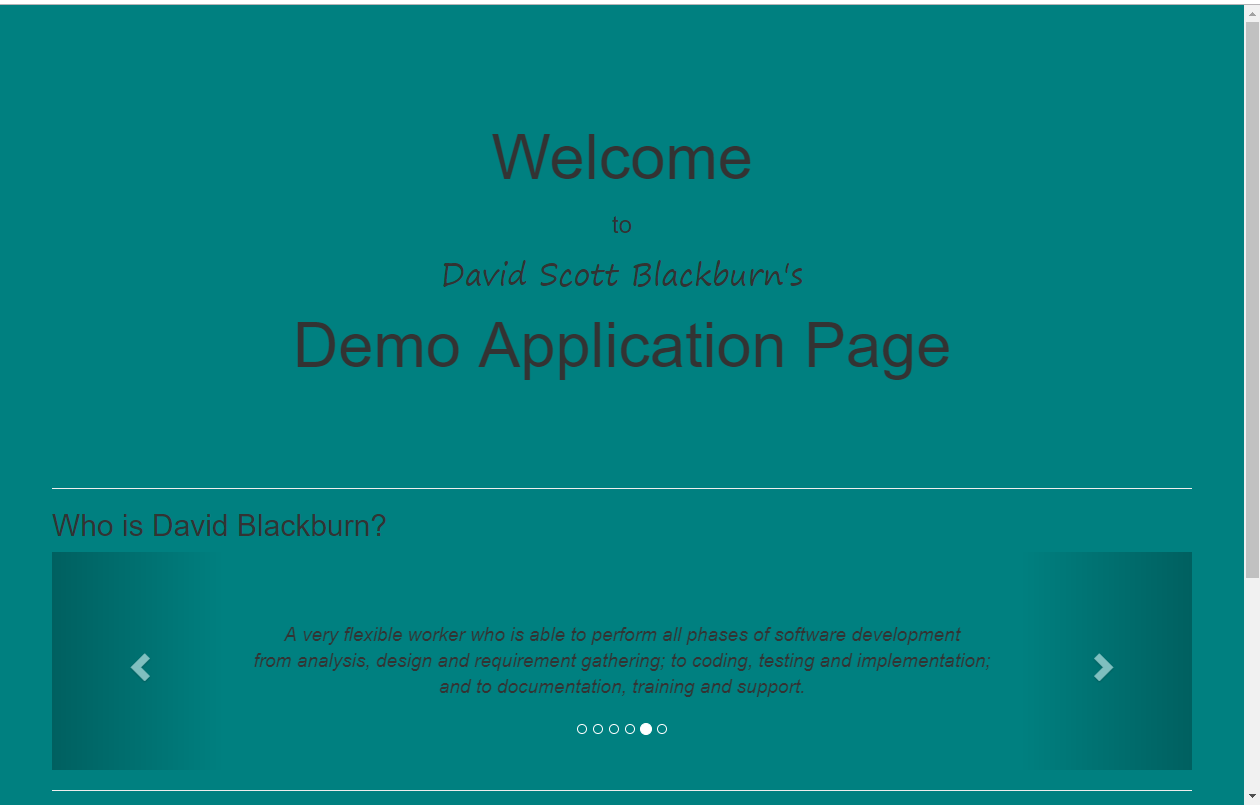 Welcome
to
David Scott Blackburn's
Demo Application Page
Who is David Blackburn?
A very flexible worker who is able to perform all phases of software development
from analysis, design and requirement gathering; to coding, testing and implementation;
and to documentation, training and support.